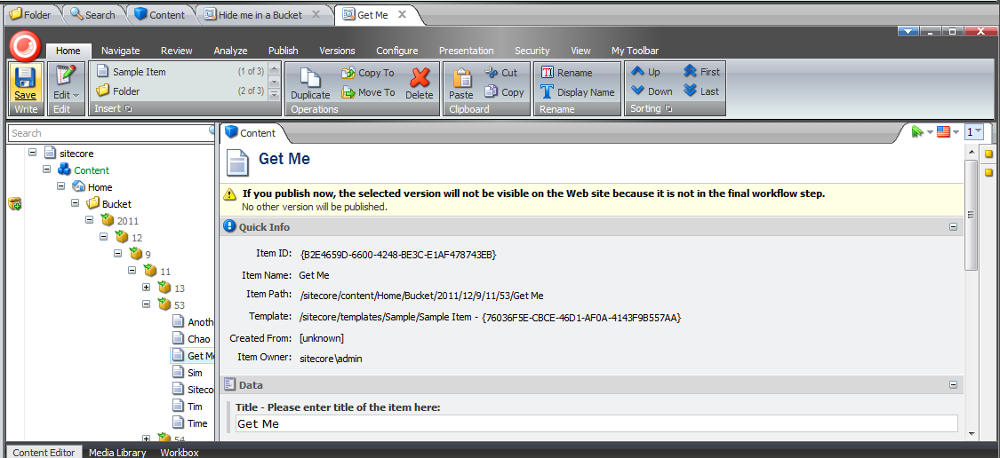 Folder Search Content Hide me in a Bucket Get Me
Home Navigate Review Analyze Publish Versions Configure Presentation Security View My Toolbar
Save
Write
Edit
Edit
Sample Item (1 of 3)
Folder (2 of 3)
Insert
Duplicate
Copy To
Move To
Delete
Operations
Paste
Cut
Copy
Clipboard
Rename
Display Name
Rename
Up First
Down Last
Sorting
Search
sitecore
Content
Home
Bucket
2011
12
9
11
13
53
Anoth
Chao
Get Me
Sim
Siteco
Tim
Time
54
Content
1
Get Me
If you publish now, the selected version will not be visible on the Web site because it is not in the final workflow step.
No other version will be published.
Quick Info
Item ID: {B2E4659D-6600-4248-BE3C-E1AF478743EB}
Item Name: Get Me
Item Path: /sitecore/content/Home/Bucket/2011/12/9/11/53/Get Me
Template: /sitecore/templates/Sample/Sample Item - {76036F5E-CBCE-46D1-AF0A-4143F9B557AA}
Created From: [unknown]
Item Owner: sitecore\admin
Data
Title - Please enter title of the item here:
Get Me
Content Editor Media Library Workbox